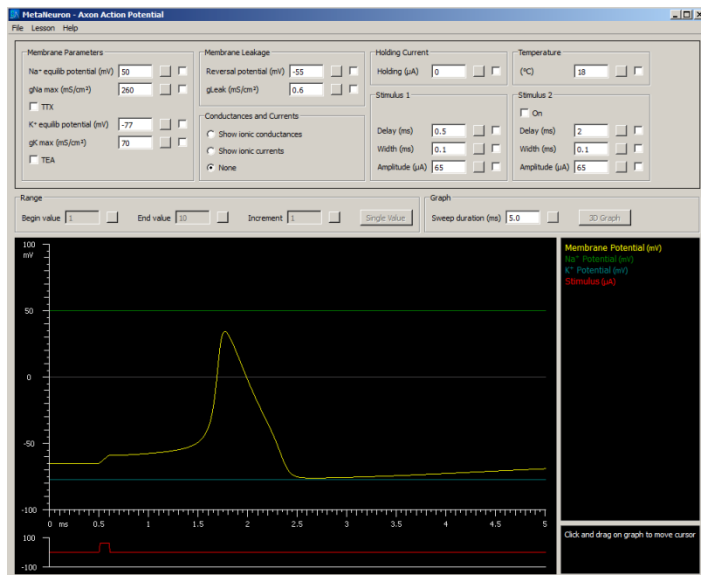 MetaNeuron - Axon Action Potential
File Lesson Help
Membrane Parameters
Na⁺ equilib potential (mV) 50
gNa max (mS/cm²) 260
TTX
K⁺ equilib potential (mV) -77
gK max (mS/cm²) 70
TEA
Membrane Leakage
Reversal potential (mV) -55
gLeak (mS/cm²) 0.6
Conductances and Currents
Show ionic conductances
Show ionic currents
None
Holding Current
Holding (μA) 0
Temperature
(°C) 18
Stimulus 1
Delay (ms) 0.5
Width (ms) 0.1
Amplitude (μA) 65
Stimulus 2
On
Delay (ms) 2
Width (ms) 0.1
Amplitude (μA) 65
Range
Begin value 1 End value 10 Increment 1 Single Value
Graph
Sweep duration (ms) 5.0 3D Graph
100
mV
50
0
-50
-100
0 ms 0.5 1 1.5 2 2.5 3 3.5 4 4.5 5
100
-100
Membrane Potential (mV)
Na⁺ Potential (mV)
K⁺ Potential (mV)
Stimulus (μA)
Click and drag on graph to move cursor